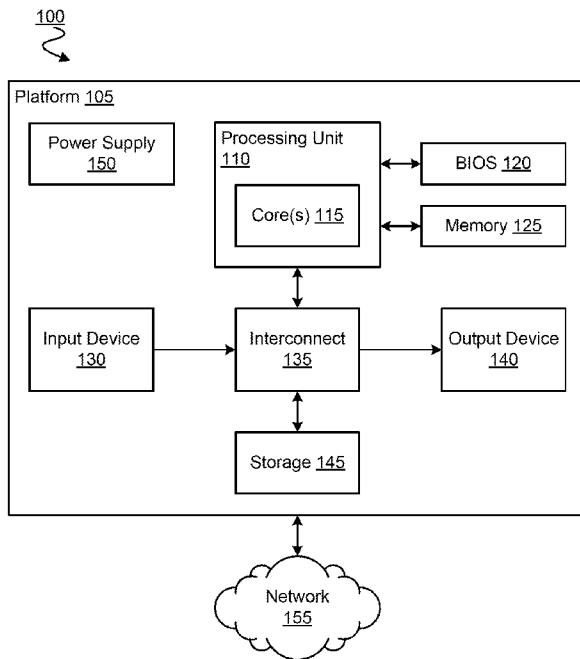 100
Platform 105
Power Supply
150
Processing Unit
110
Core(s) 115
BIOS 120
Memory 125
Input Device
130
Interconnect
135
Output Device
140
Storage 145
Network
155